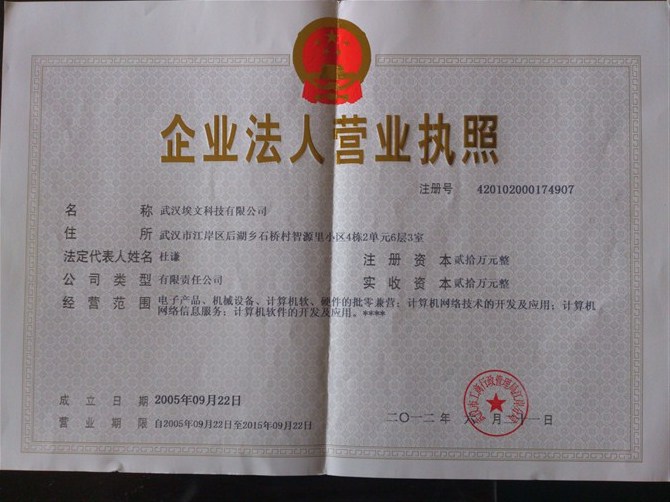 企业法人营业执照
注册号 420102000174907
名称 武汉埃文科技有限公司
住所 武汉市江岸区后湖乡石桥村智源里小区4栋2单元6层3室
法定代表人姓名 杜谦 注册资本 贰拾万元整
公司类型 有限责任公司 实收资本 贰拾万元整
经营范围 电子产品、机械设备、计算机软、硬件的批零兼营；计算机网络技术的开发及应用；计算机
网络信息服务；计算机软件的开发及应用。****
成立日期 2005年09月22日
营业期限 自2005年09月22日至2015年09月22日
二〇一二年 六月 二十一日